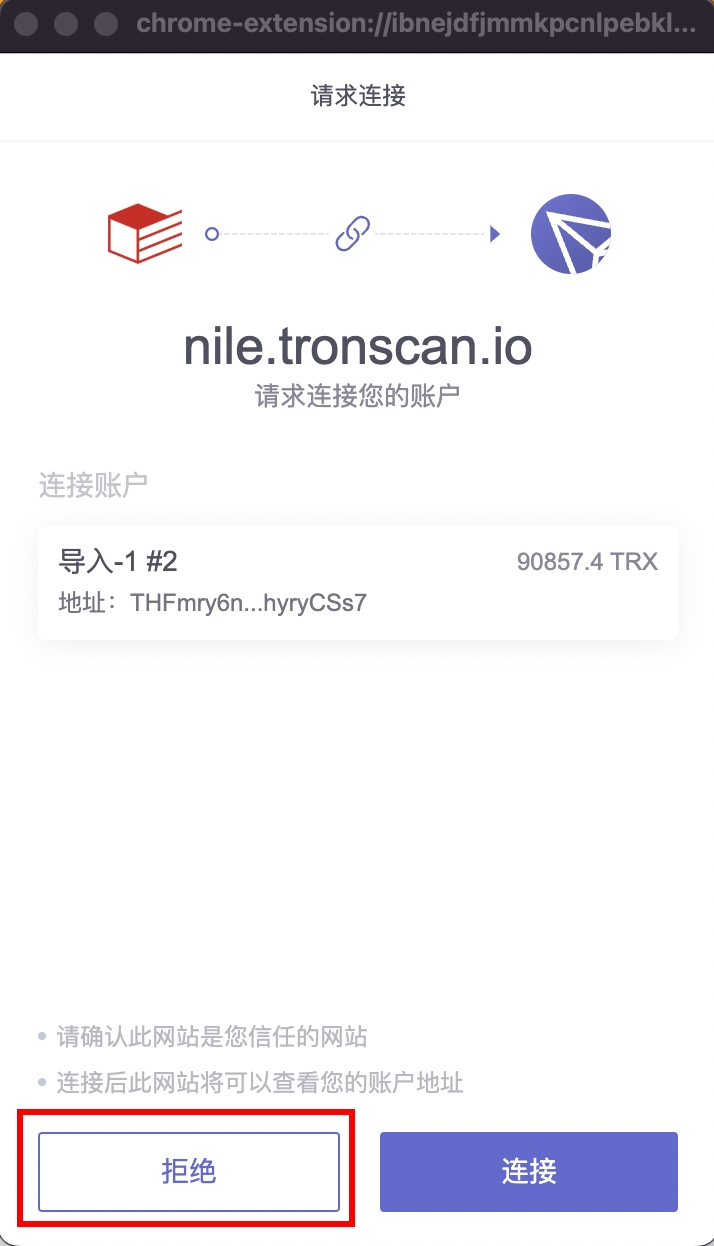 chrome-extension://ibnejdfjmmkpcnlpebkl...
请求连接
nile.tronscan.io
请求连接您的账户
连接账户
导入-1 #2
90857.4 TRX
地址：THFmry6n...hyryCSs7
请确认此网站是您信任的网站
连接后此网站将可以查看您的账户地址
拒绝
连接